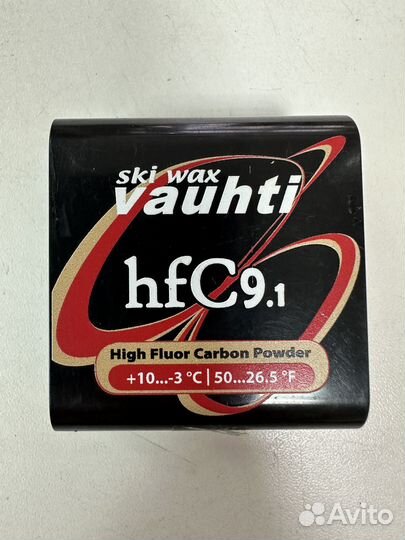 ski wax
vauhti
hfC9.1
High Fluor Carbon Powder
+10...-3 °C | 50...26.5 °F
Avito